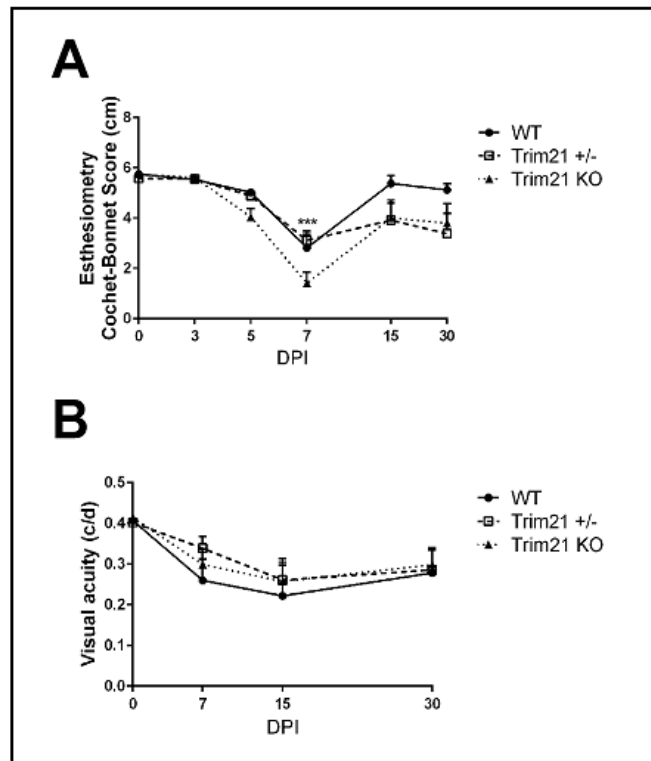 A
Esthesiometry
Cochet-Bonnet Score (cm)
8
6
4
2
0
***
0 3 5 7 15 30
DPI
WT
Trim21 +/-
Trim21 KO
B
Visual acuity (c/d)
0.5
0.4
0.3
0.2
0.1
0.0
0 7 15 30
DPI
WT
Trim21 +/-
Trim21 KO